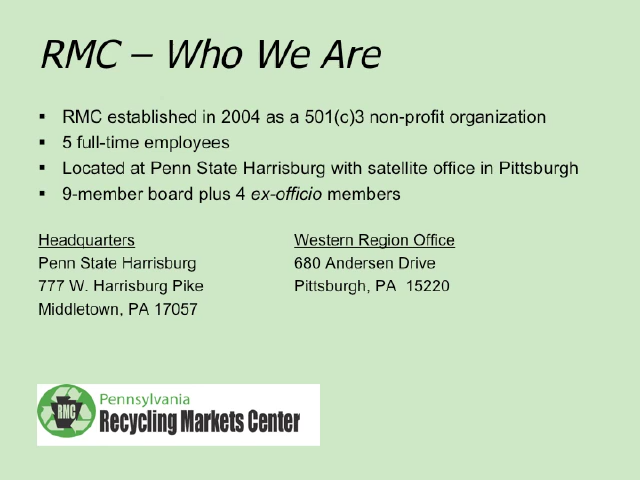 RMC – Who We Are
▪ RMC established in 2004 as a 501(c)3 non-profit organization
▪ 5 full-time employees
▪ Located at Penn State Harrisburg with satellite office in Pittsburgh
▪ 9-member board plus 4 ex-officio members
Headquarters
Penn State Harrisburg
777 W. Harrisburg Pike
Middletown, PA 17057
Western Region Office
680 Andersen Drive
Pittsburgh, PA  15220
RMC
Pennsylvania
Recycling Markets Center